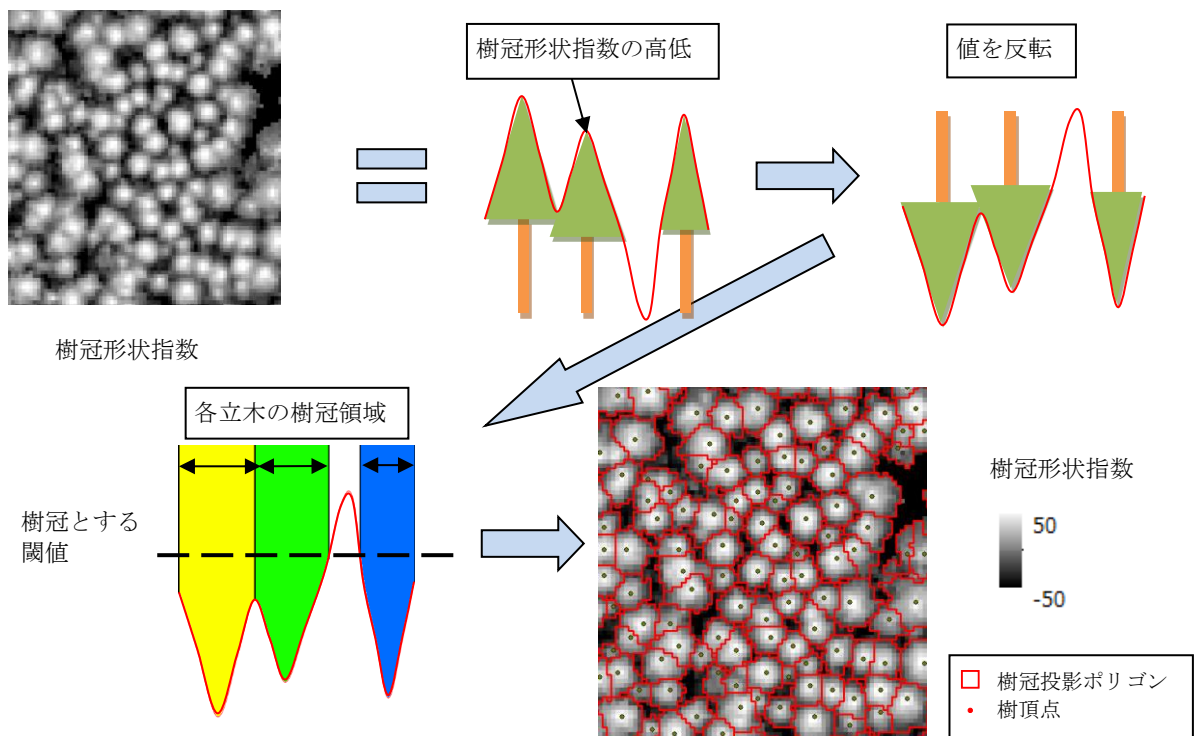 樹冠形状指数の高低
値を反転
樹冠形状指数
各立木の樹冠領域
樹冠とする
閾値
樹冠形状指数
50
-50
樹冠投影ポリゴン
樹頂点